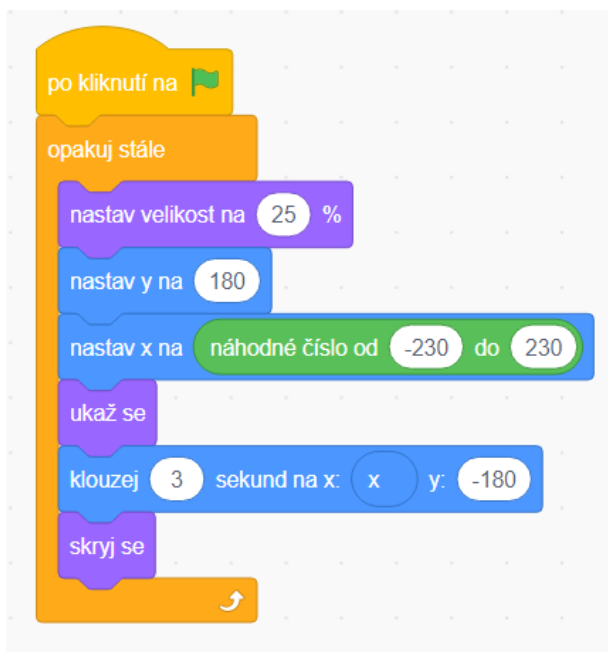 po kliknutí na
opakuj stále
nastav velikost na 25 %
nastav y na 180
nastav x na náhodné číslo od -230 do 230
ukaž se
klouzej 3 sekund na x: x y: -180
skryj se